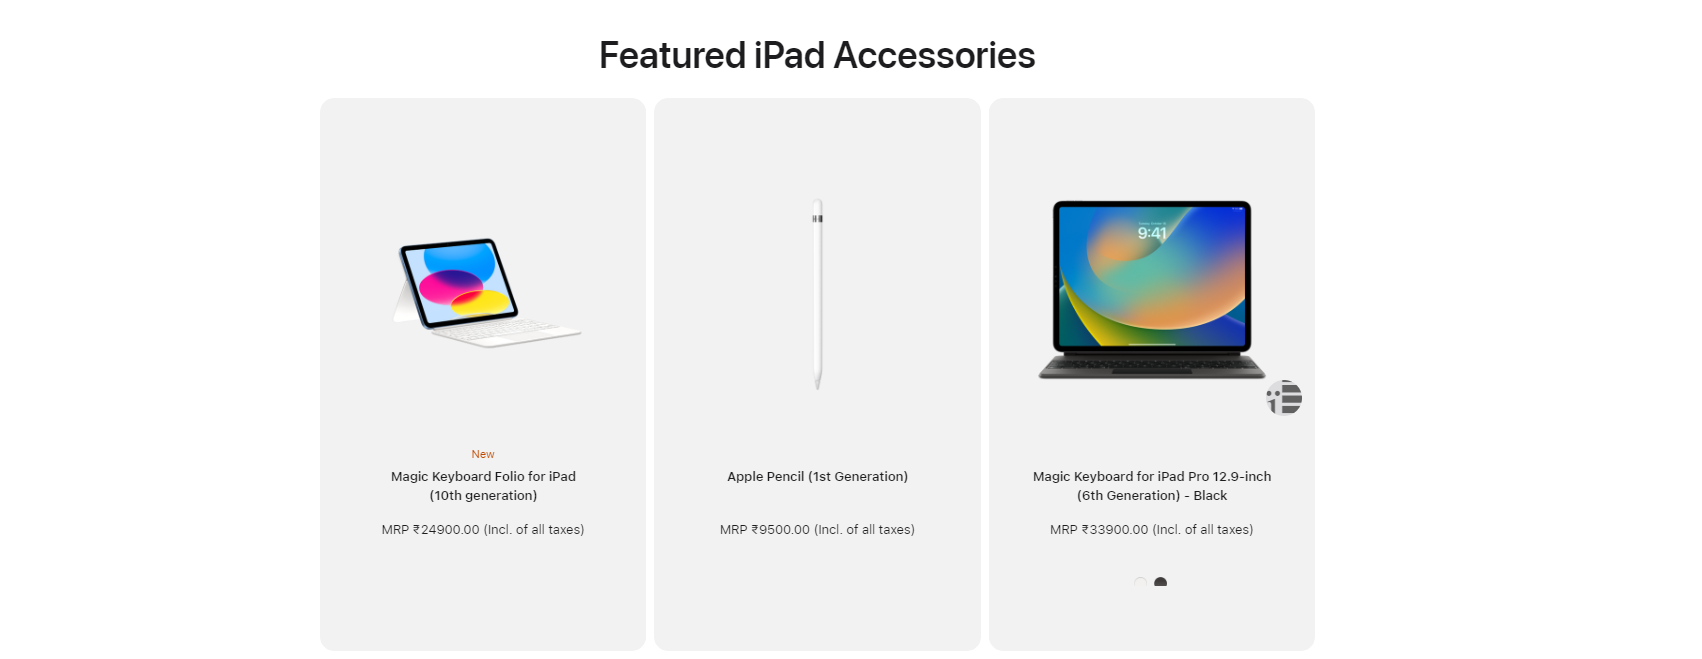 Featured iPad Accessories
New
Magic Keyboard Folio for iPad
(10th generation)
MRP ₹24900.00 (Incl. of all taxes)
Apple Pencil (1st Generation)
MRP ₹9500.00 (Incl. of all taxes)
9:41
Magic Keyboard for iPad Pro 12.9-inch
(6th Generation) - Black
MRP ₹33900.00 (Incl. of all taxes)